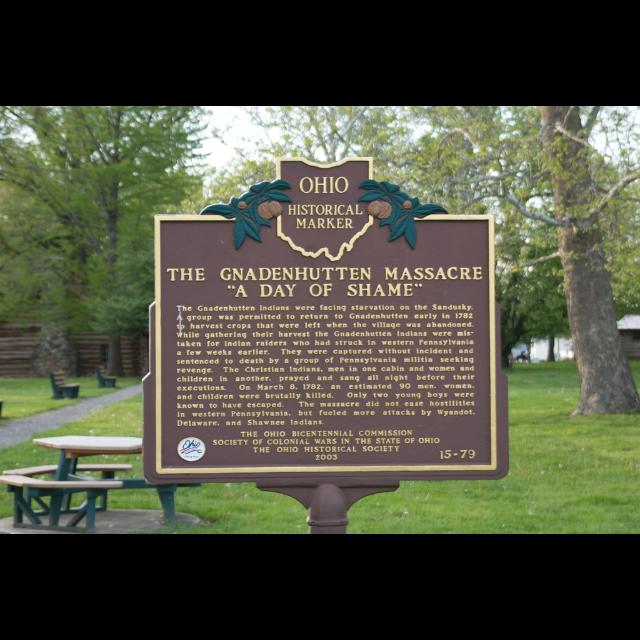 OHIO
HISTORICAL
MARKER
THE GNADENHUTTEN MASSACRE
"A DAY OF SHAME"
The Gnadenhutten Indians were facing starvation on the Sandusky.
A group was permitted to return to Gnadenhutten early in 1782
to harvest crops that were left when the village was abandoned.
While gathering their harvest the Gnadenhutten Indians were mis-
taken for Indian raiders who had struck in western Pennsylvania
a few weeks earlier. They were captured without incident and
sentenced to death by a group of Pennsylvania militia seeking
revenge. The Christian Indians, men in one cabin and women and
children in another, prayed and sang all night before their
executions. On March 8, 1782, an estimated 90 men, women,
and children were brutally killed. Only two young boys were
known to have escaped. The massacre did not ease hostilities
in western Pennsylvania, but fueled more attacks by Wyandot,
Delaware, and Shawnee Indians.
THE OHIO BICENTENNIAL COMMISSION
SOCIETY OF COLONIAL WARS IN THE STATE OF OHIO
THE OHIO HISTORICAL SOCIETY
2003
15-79
Ohio